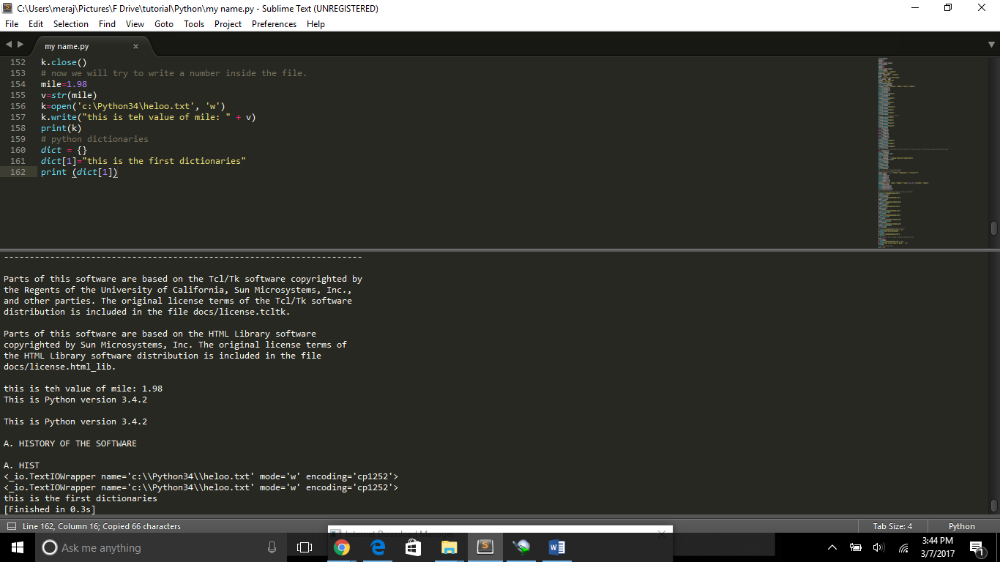 C:\Users\meraj\Pictures\F Drive\tutorial\Python\my name.py - Sublime Text (UNREGISTERED)
File Edit Selection Find View Goto Tools Project Preferences Help
my name.py
152 k.close()
153 # now we will try to write a number inside the file.
154 mile=1.98
155 v=str(mile)
156 k=open('c:\Python34\heloo.txt', 'w')
157 k.write("this is teh value of mile: " + v)
158 print(k)
159 # python dictionaries
160 dict = {}
161 dict[1]="this is the first dictionaries"
162 print (dict[1])
----------------------------------------------------------------------
Parts of this software are based on the Tcl/Tk software copyrighted by
the Regents of the University of California, Sun Microsystems, Inc.,
and other parties. The original license terms of the Tcl/Tk software
distribution is included in the file docs/license.tcltk.
Parts of this software are based on the HTML Library software
copyrighted by Sun Microsystems, Inc. The original license terms of
the HTML Library software distribution is included in the file
docs/license.html_lib.
this is teh value of mile: 1.98
This is Python version 3.4.2
This is Python version 3.4.2
A. HISTORY OF THE SOFTWARE
A. HIST
<_io.TextIOWrapper name='c:\\Python34\\heloo.txt' mode='w' encoding='cp1252'>
<_io.TextIOWrapper name='c:\\Python34\\heloo.txt' mode='w' encoding='cp1252'>
this is the first dictionaries
[Finished in 0.3s]
Line 162, Column 16; Copied 66 characters
Tab Size: 4
Python
Internet Download Manager
Ask me anything
3:44 PM
3/7/2017
1